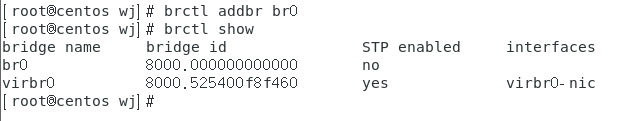 [root@centos wj]# brctl addbr br0
[root@centos wj]# brctl show
bridge name bridge id STP enabled interfaces
br0 8000.000000000000 no
virbr0 8000.525400f8f460 yes virbr0-nic
[root@centos wj]#